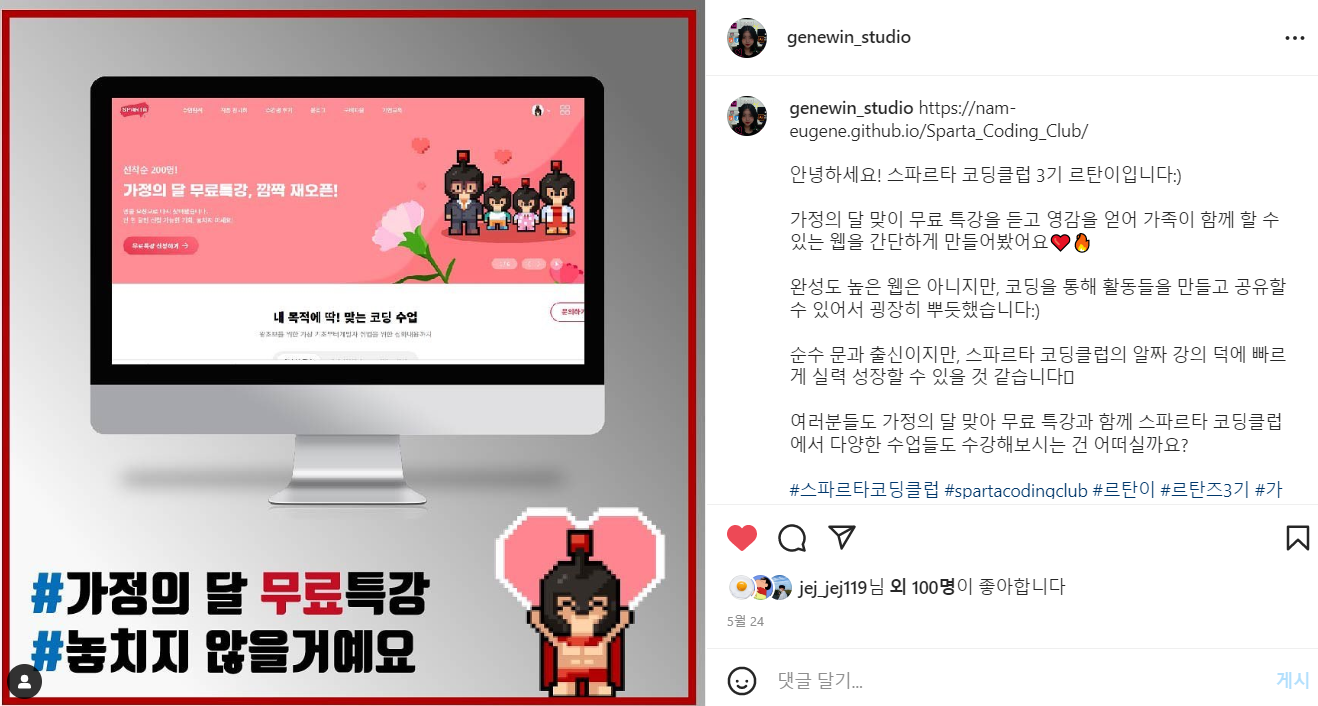 SPARTA
선착순 200명!
가정의 달 무료특강, 깜짝 재오픈!
무료특강 신청하기 →
내 목적에 딱! 맞는 코딩 수업
문의하기
#가정의 달 무료특강
#놓치지 않을거예요
genewin_studio
genewin_studio https://nam-
eugene.github.io/Sparta_Coding_Club/
안녕하세요! 스파르타 코딩클럽 3기 르탄이입니다:)
가정의 달 맞이 무료 특강을 듣고 영감을 얻어 가족이 함께 할 수
있는 웹을 간단하게 만들어봤어요❤️🔥
완성도 높은 웹은 아니지만, 코딩을 통해 활동들을 만들고 공유할
수 있어서 굉장히 뿌듯했습니다:)
순수 문과 출신이지만, 스파르타 코딩클럽의 알짜 강의 덕에 빠르
게 실력 성장할 수 있을 것 같습니다
여러분들도 가정의 달 맞아 무료 특강과 함께 스파르타 코딩클럽
에서 다양한 수업들도 수강해보시는 건 어떠실까요?
#스파르타코딩클럽 #spartacodingclub #르탄이 #르탄즈3기 #가
jej_jej119님 외 100명이 좋아합니다
5월 24
댓글 달기...
게시